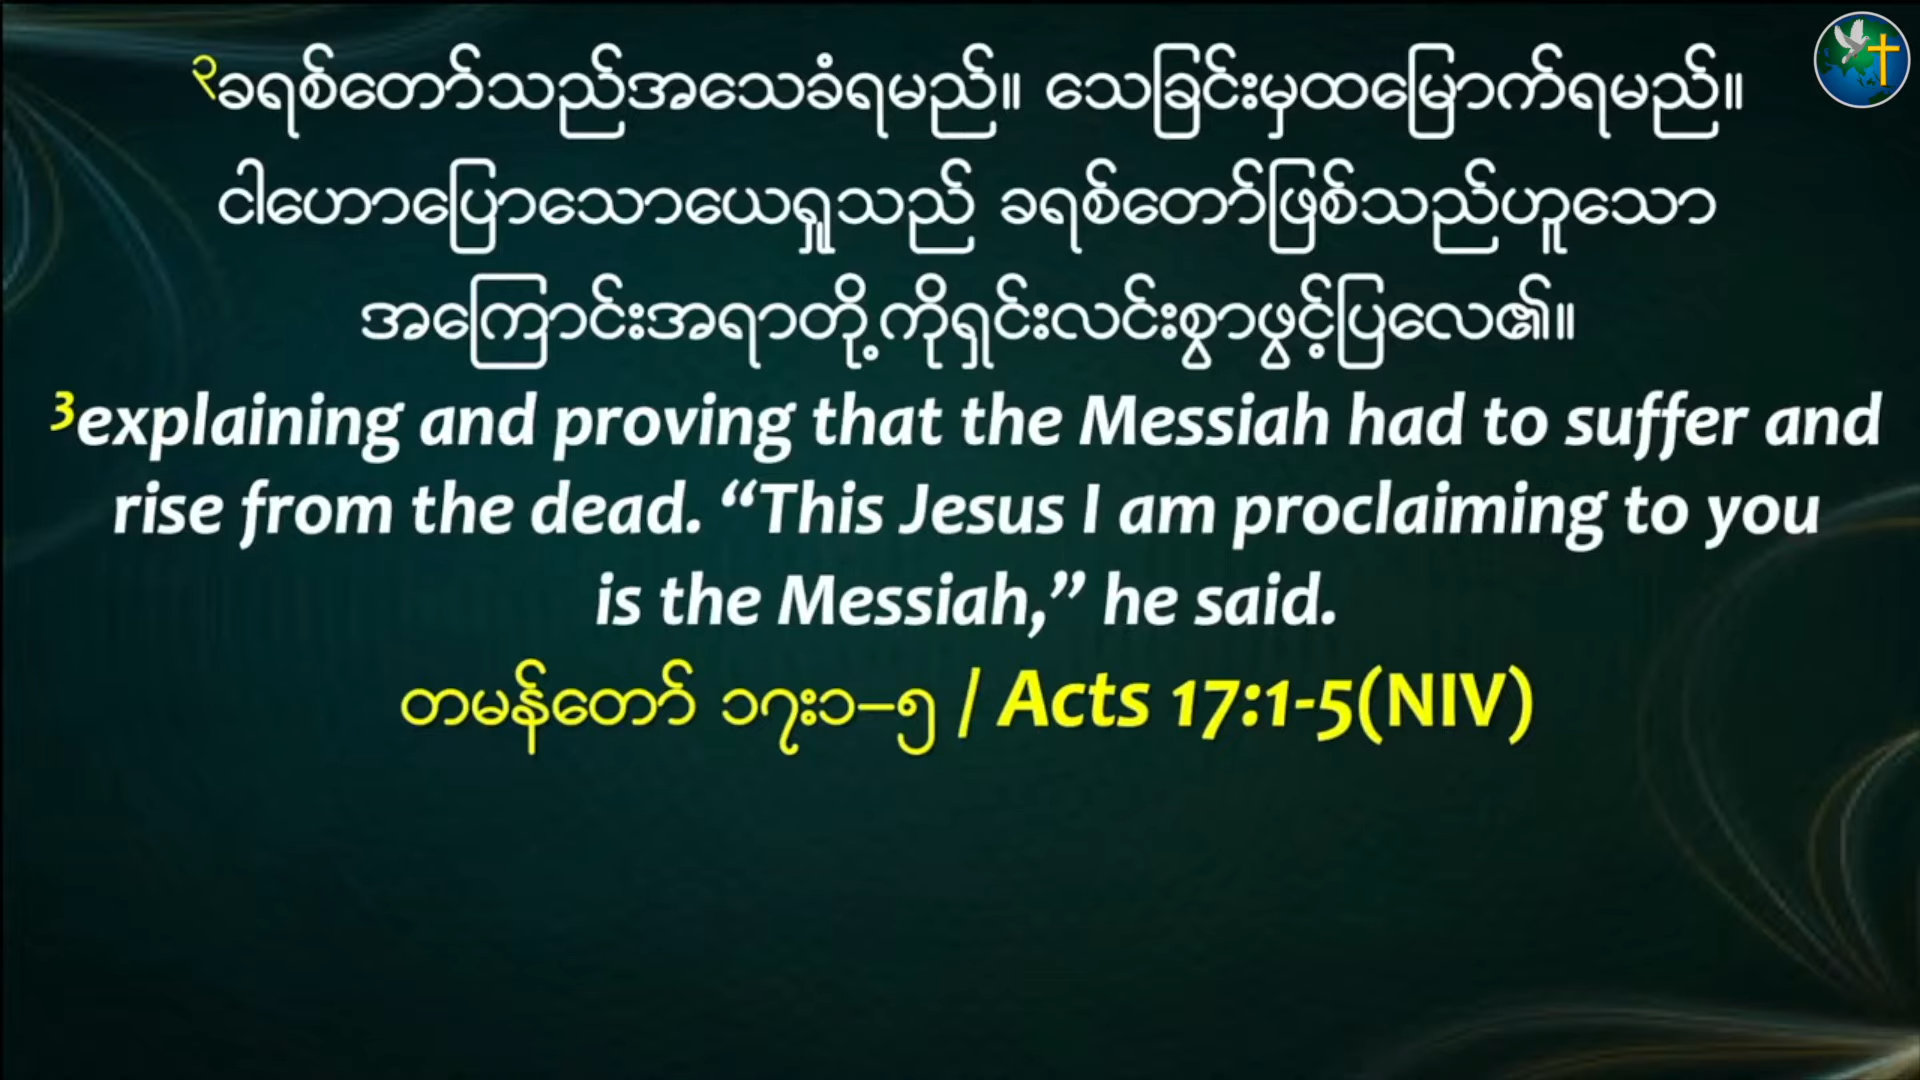 ၃ခရစ်တော်သည်အသေခံရမည်။ သေခြင်းမှထမြောက်ရမည်။
ငါဟောပြောသောယေရှုသည် ခရစ်တော်ဖြစ်သည်ဟူသော
အကြောင်းအရာတို့ကိုရှင်းလင်းစွာဖွင့်ပြလေ၏။
3explaining and proving that the Messiah had to suffer and
rise from the dead. “This Jesus I am proclaiming to you
is the Messiah,” he said.
တမန်တော် ၁၇း၁–၅ / Acts 17:1-5(NIV)